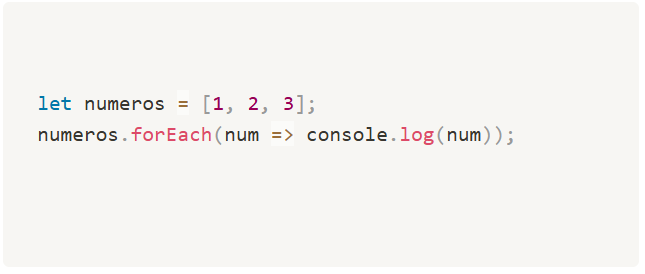 let numeros = [1, 2, 3];
numeros.forEach(num => console.log(num));